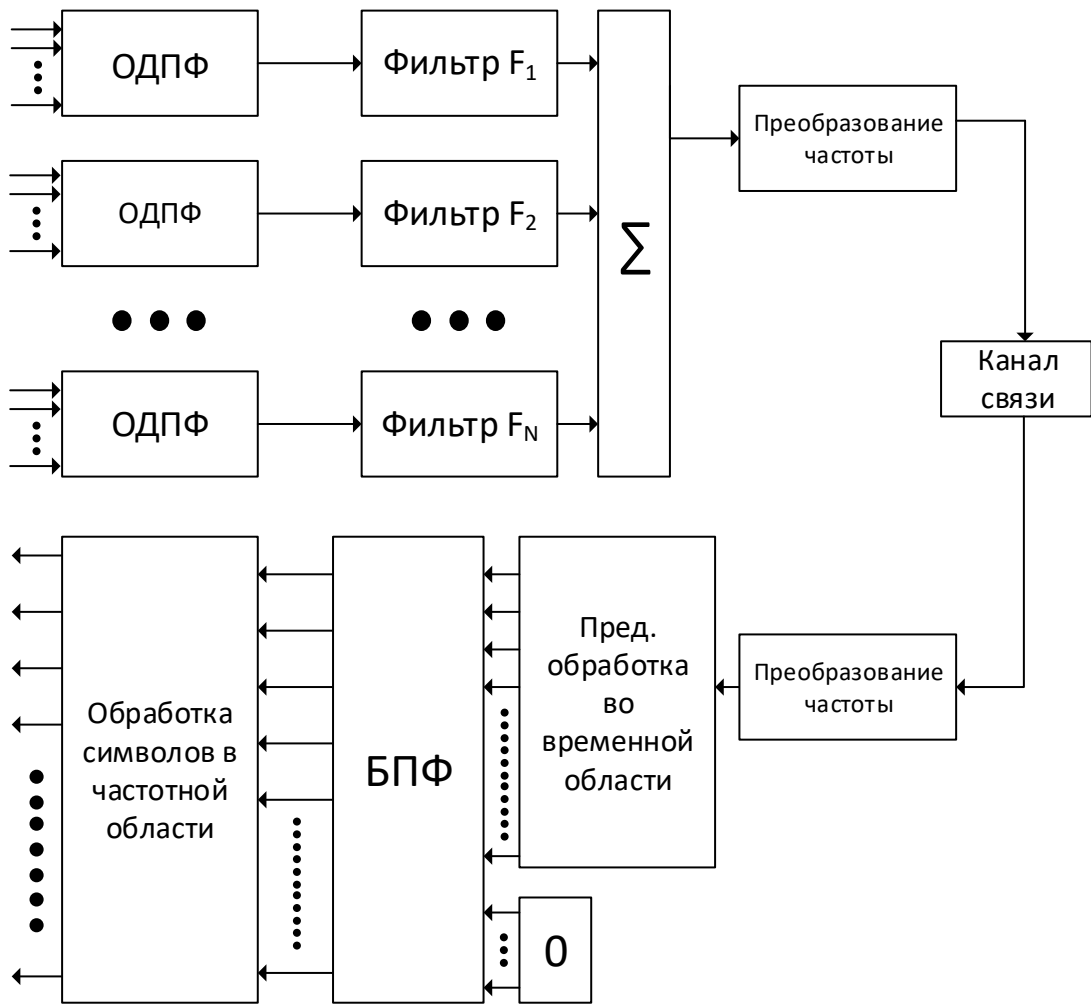 ОДПФ
Фильтр F₁
Преобразование
частоты
ОДПФ
Фильтр F₂
∑
Канал
связи
ОДПФ
Фильтр F_N
Обработка
символов в
частотной
области
БПФ
Пред.
обработка
во
временной
области
Преобразование
частоты
0